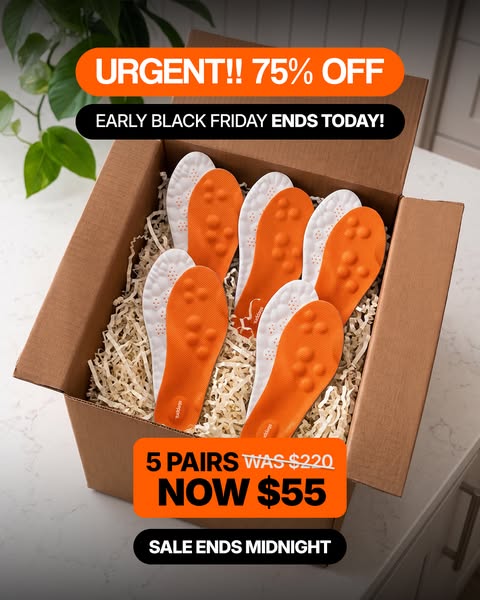 URGENT!! 75% OFF
EARLY BLACK FRIDAY ENDS TODAY!
5 PAIRS WAS $220
NOW $55
SALE ENDS MIDNIGHT